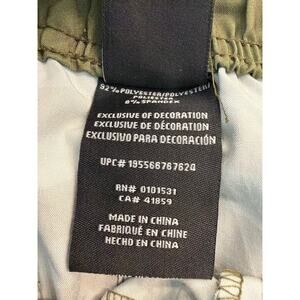 92% POLYESTER/POLYESTER/
POLIESTER
8% SPANDEX
EXCLUSIVE OF DECORATION
EXCLUSIVE DE DÉCORATION
EXCLUSIVO PARA DECORACIÓN
UPC# 195566767624
RN# 0101531
CA# 41859
MADE IN CHINA
FABRIQUÉ EN CHINE
HECHO EN CHINA